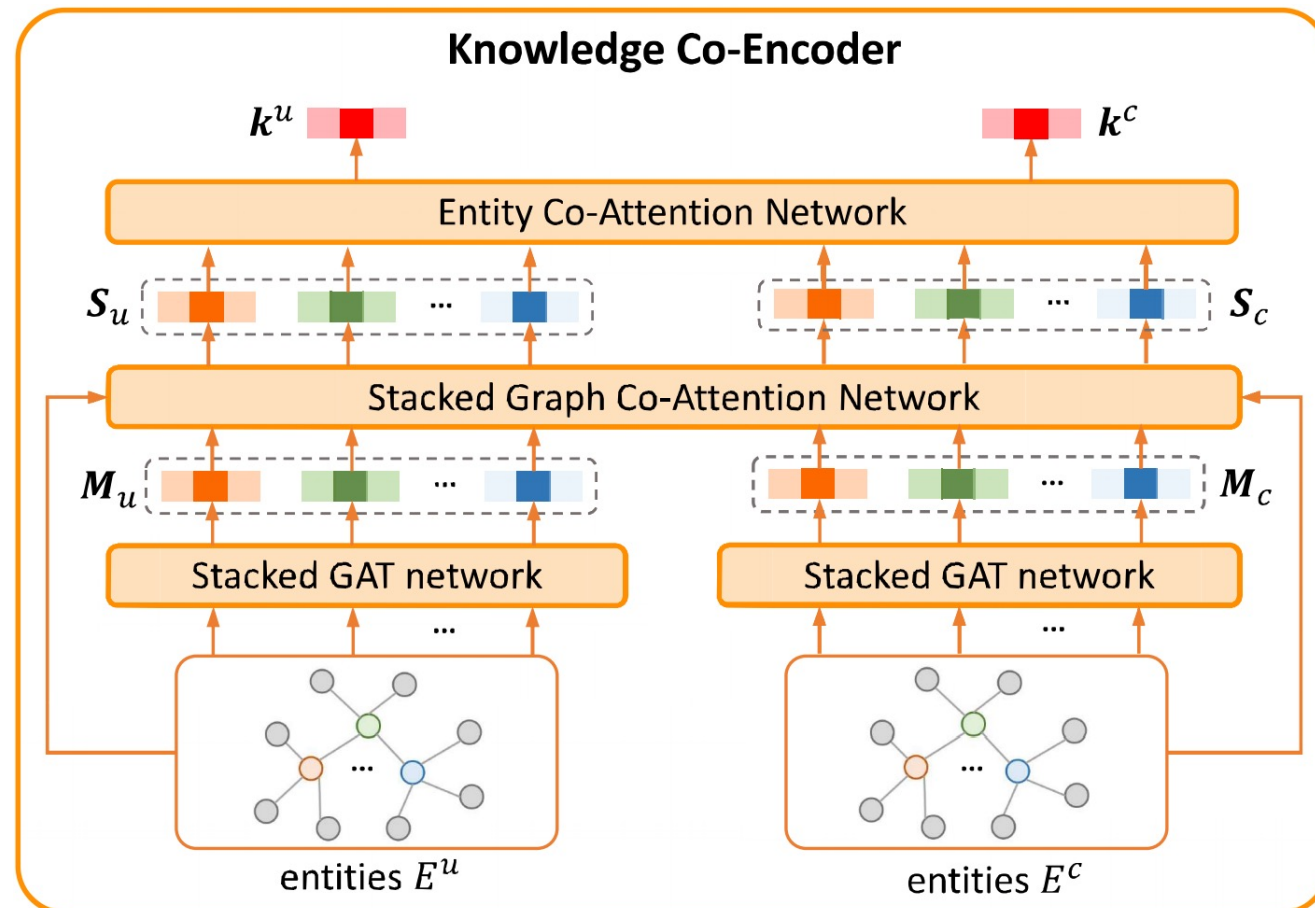 Knowledge Co-Encoder
k^u
k^c
Entity Co-Attention Network
S_u
...
...
S_c
Stacked Graph Co-Attention Network
M_u
...
...
M_c
Stacked GAT network
Stacked GAT network
...
...
...
...
entities E^u
entities E^c